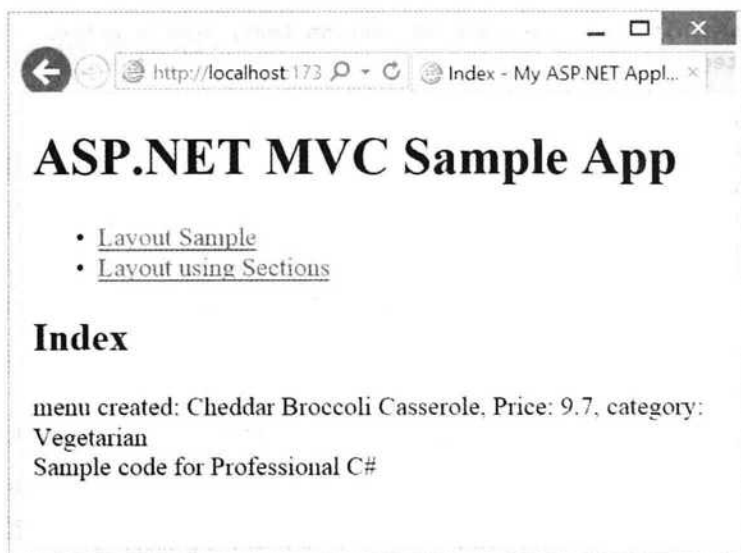 http://localhost:173
Index - My ASP.NET Appl...
ASP.NET MVC Sample App
• Layout Sample
• Layout using Sections
Index
menu created: Cheddar Broccoli Casserole, Price: 9.7, category:
Vegetarian
Sample code for Professional C#